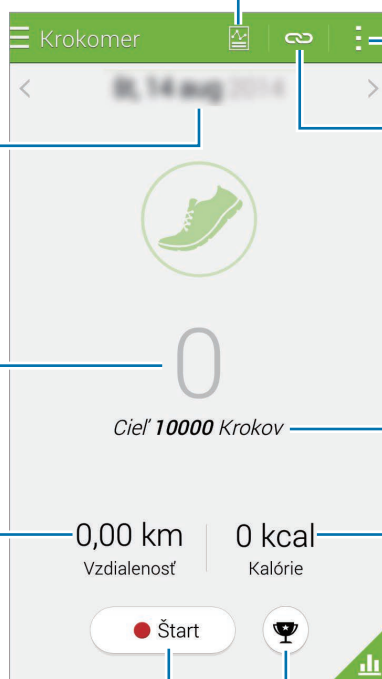 Krokomer
0
Cieľ 10000 Krokov
0,00 km 0 kcal
Vzdialenosť Kalórie
Štart